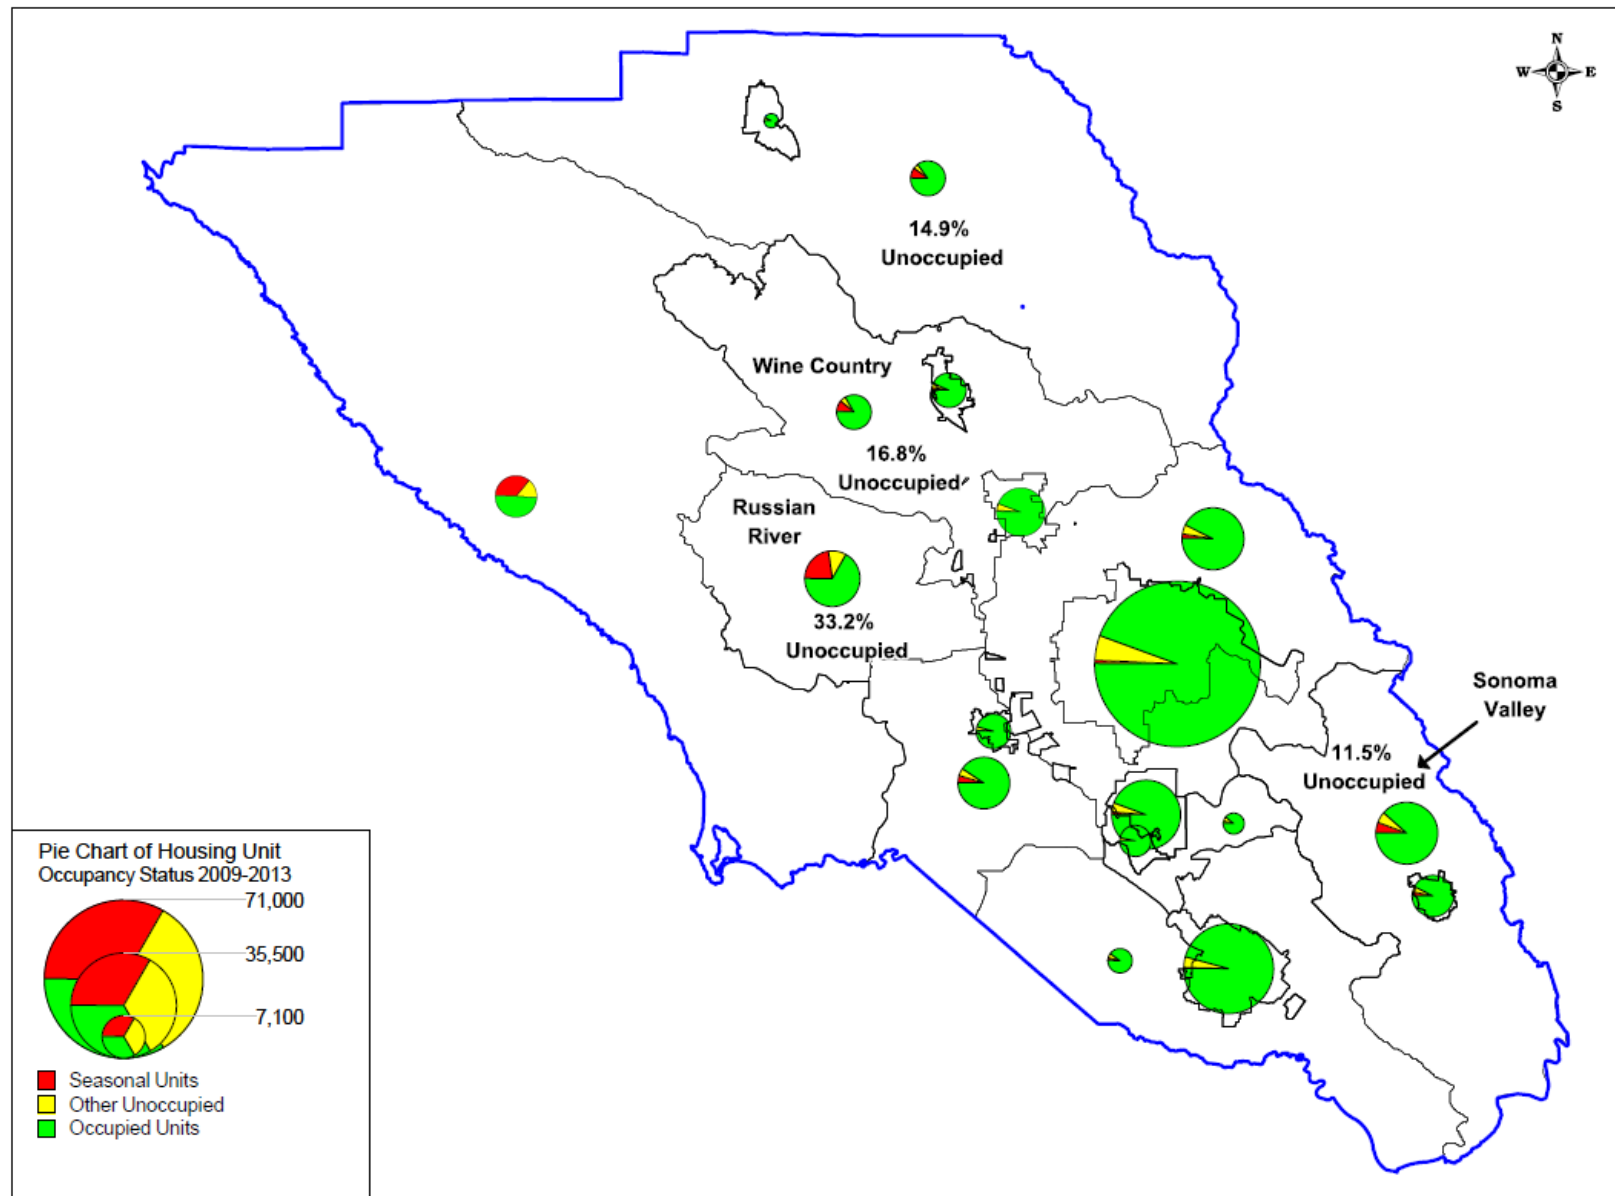 N
W E
S
14.9%
Unoccupied
Wine Country
16.8%
Unoccupied
Russian
River
33.2%
Unoccupied
Sonoma
Valley
11.5%
Unoccupied
Pie Chart of Housing Unit
Occupancy Status 2009-2013
71,000
35,500
7,100
Seasonal Units
Other Unoccupied
Occupied Units